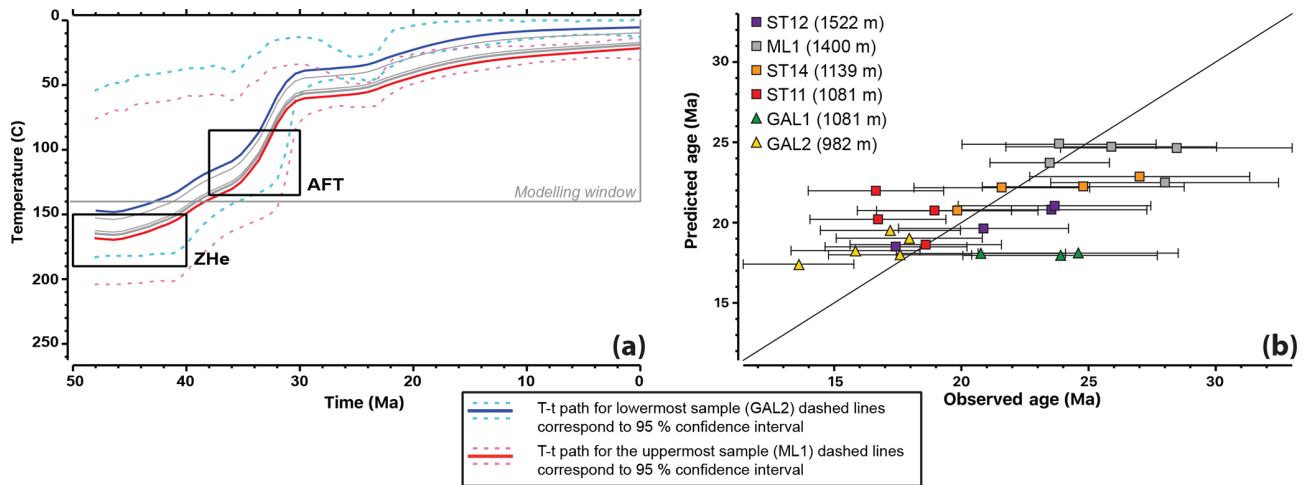 0
50
100
150
200
250
Temperature (C)
50
40
30
20
10
0
Time (Ma)
AFT
ZHe
Modelling window
(a)
ST12 (1522 m)
ML1 (1400 m)
ST14 (1139 m)
ST11 (1081 m)
GAL1 (1081 m)
GAL2 (982 m)
30
25
20
15
Predicted age (Ma)
15
20
25
30
Observed age (Ma)
(b)
T-t path for lowermost sample (GAL2) dashed lines
correspond to 95 % confidence interval
T-t path for the uppermost sample (ML1) dashed lines
correspond to 95 % confidence interval